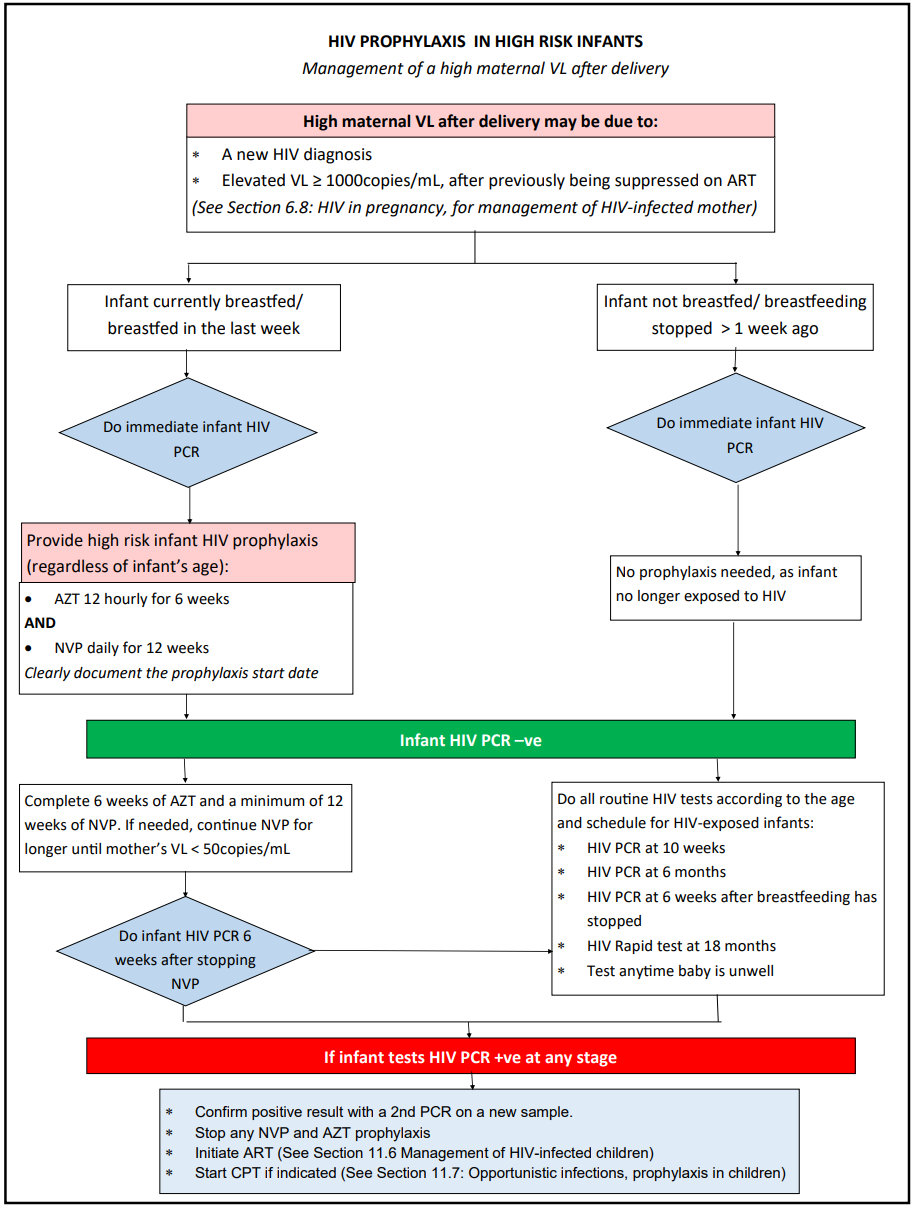 HIV PROPHYLAXIS IN HIGH RISK INFANTS
Management of a high maternal VL after delivery
High maternal VL after delivery may be due to:
* A new HIV diagnosis
* Elevated VL ≥ 1000copies/mL, after previously being suppressed on ART
(See Section 6.8: HIV in pregnancy, for management of HIV-infected mother)
Infant currently breastfed/
breastfed in the last week
Infant not breastfed/ breastfeeding
stopped > 1 week ago
Do immediate infant HIV
PCR
Do immediate infant HIV
PCR
Provide high risk infant HIV prophylaxis
(regardless of infant’s age):
• AZT 12 hourly for 6 weeks
AND
• NVP daily for 12 weeks
Clearly document the prophylaxis start date
No prophylaxis needed, as infant
no longer exposed to HIV
Infant HIV PCR –ve
Complete 6 weeks of AZT and a minimum of 12
weeks of NVP. If needed, continue NVP for
longer until mother’s VL < 50copies/mL
Do infant HIV PCR 6
weeks after stopping
NVP
Do all routine HIV tests according to the age
and schedule for HIV-exposed infants:
* HIV PCR at 10 weeks
* HIV PCR at 6 months
* HIV PCR at 6 weeks after breastfeeding has
stopped
* HIV Rapid test at 18 months
* Test anytime baby is unwell
If infant tests HIV PCR +ve at any stage
* Confirm positive result with a 2nd PCR on a new sample.
* Stop any NVP and AZT prophylaxis
* Initiate ART (See Section 11.6 Management of HIV-infected children)
* Start CPT if indicated (See Section 11.7: Opportunistic infections, prophylaxis in children)